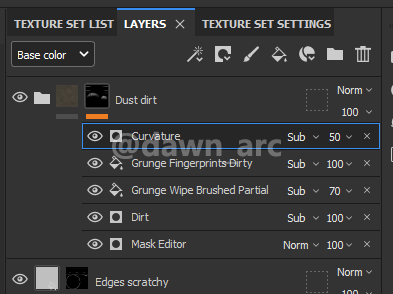 TEXTURE SET LIST LAYERS × TEXTURE SET SETTINGS
Base color
Dust dirt Norm
100
Curvature Sub 50 ×
@dawn_arc
Grunge Fingerprints Dirty Sub 100 ×
Grunge Wipe Brushed Partial Sub 70 ×
Dirt Sub 100 ×
Mask Editor Norm 100 ×
Edges scratchy Norm
100